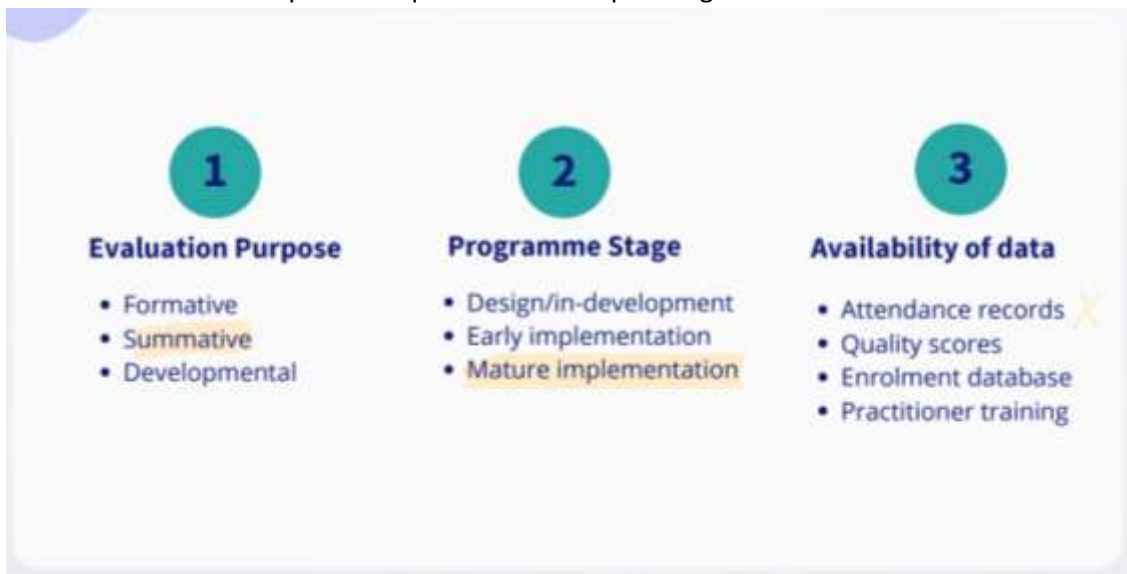 1
Evaluation Purpose
• Formative
• Summative
• Developmental
2
Programme Stage
• Design/in-development
• Early implementation
• Mature implementation
3
Availability of data
• Attendance records X
• Quality scores
• Enrolment database
• Practitioner training